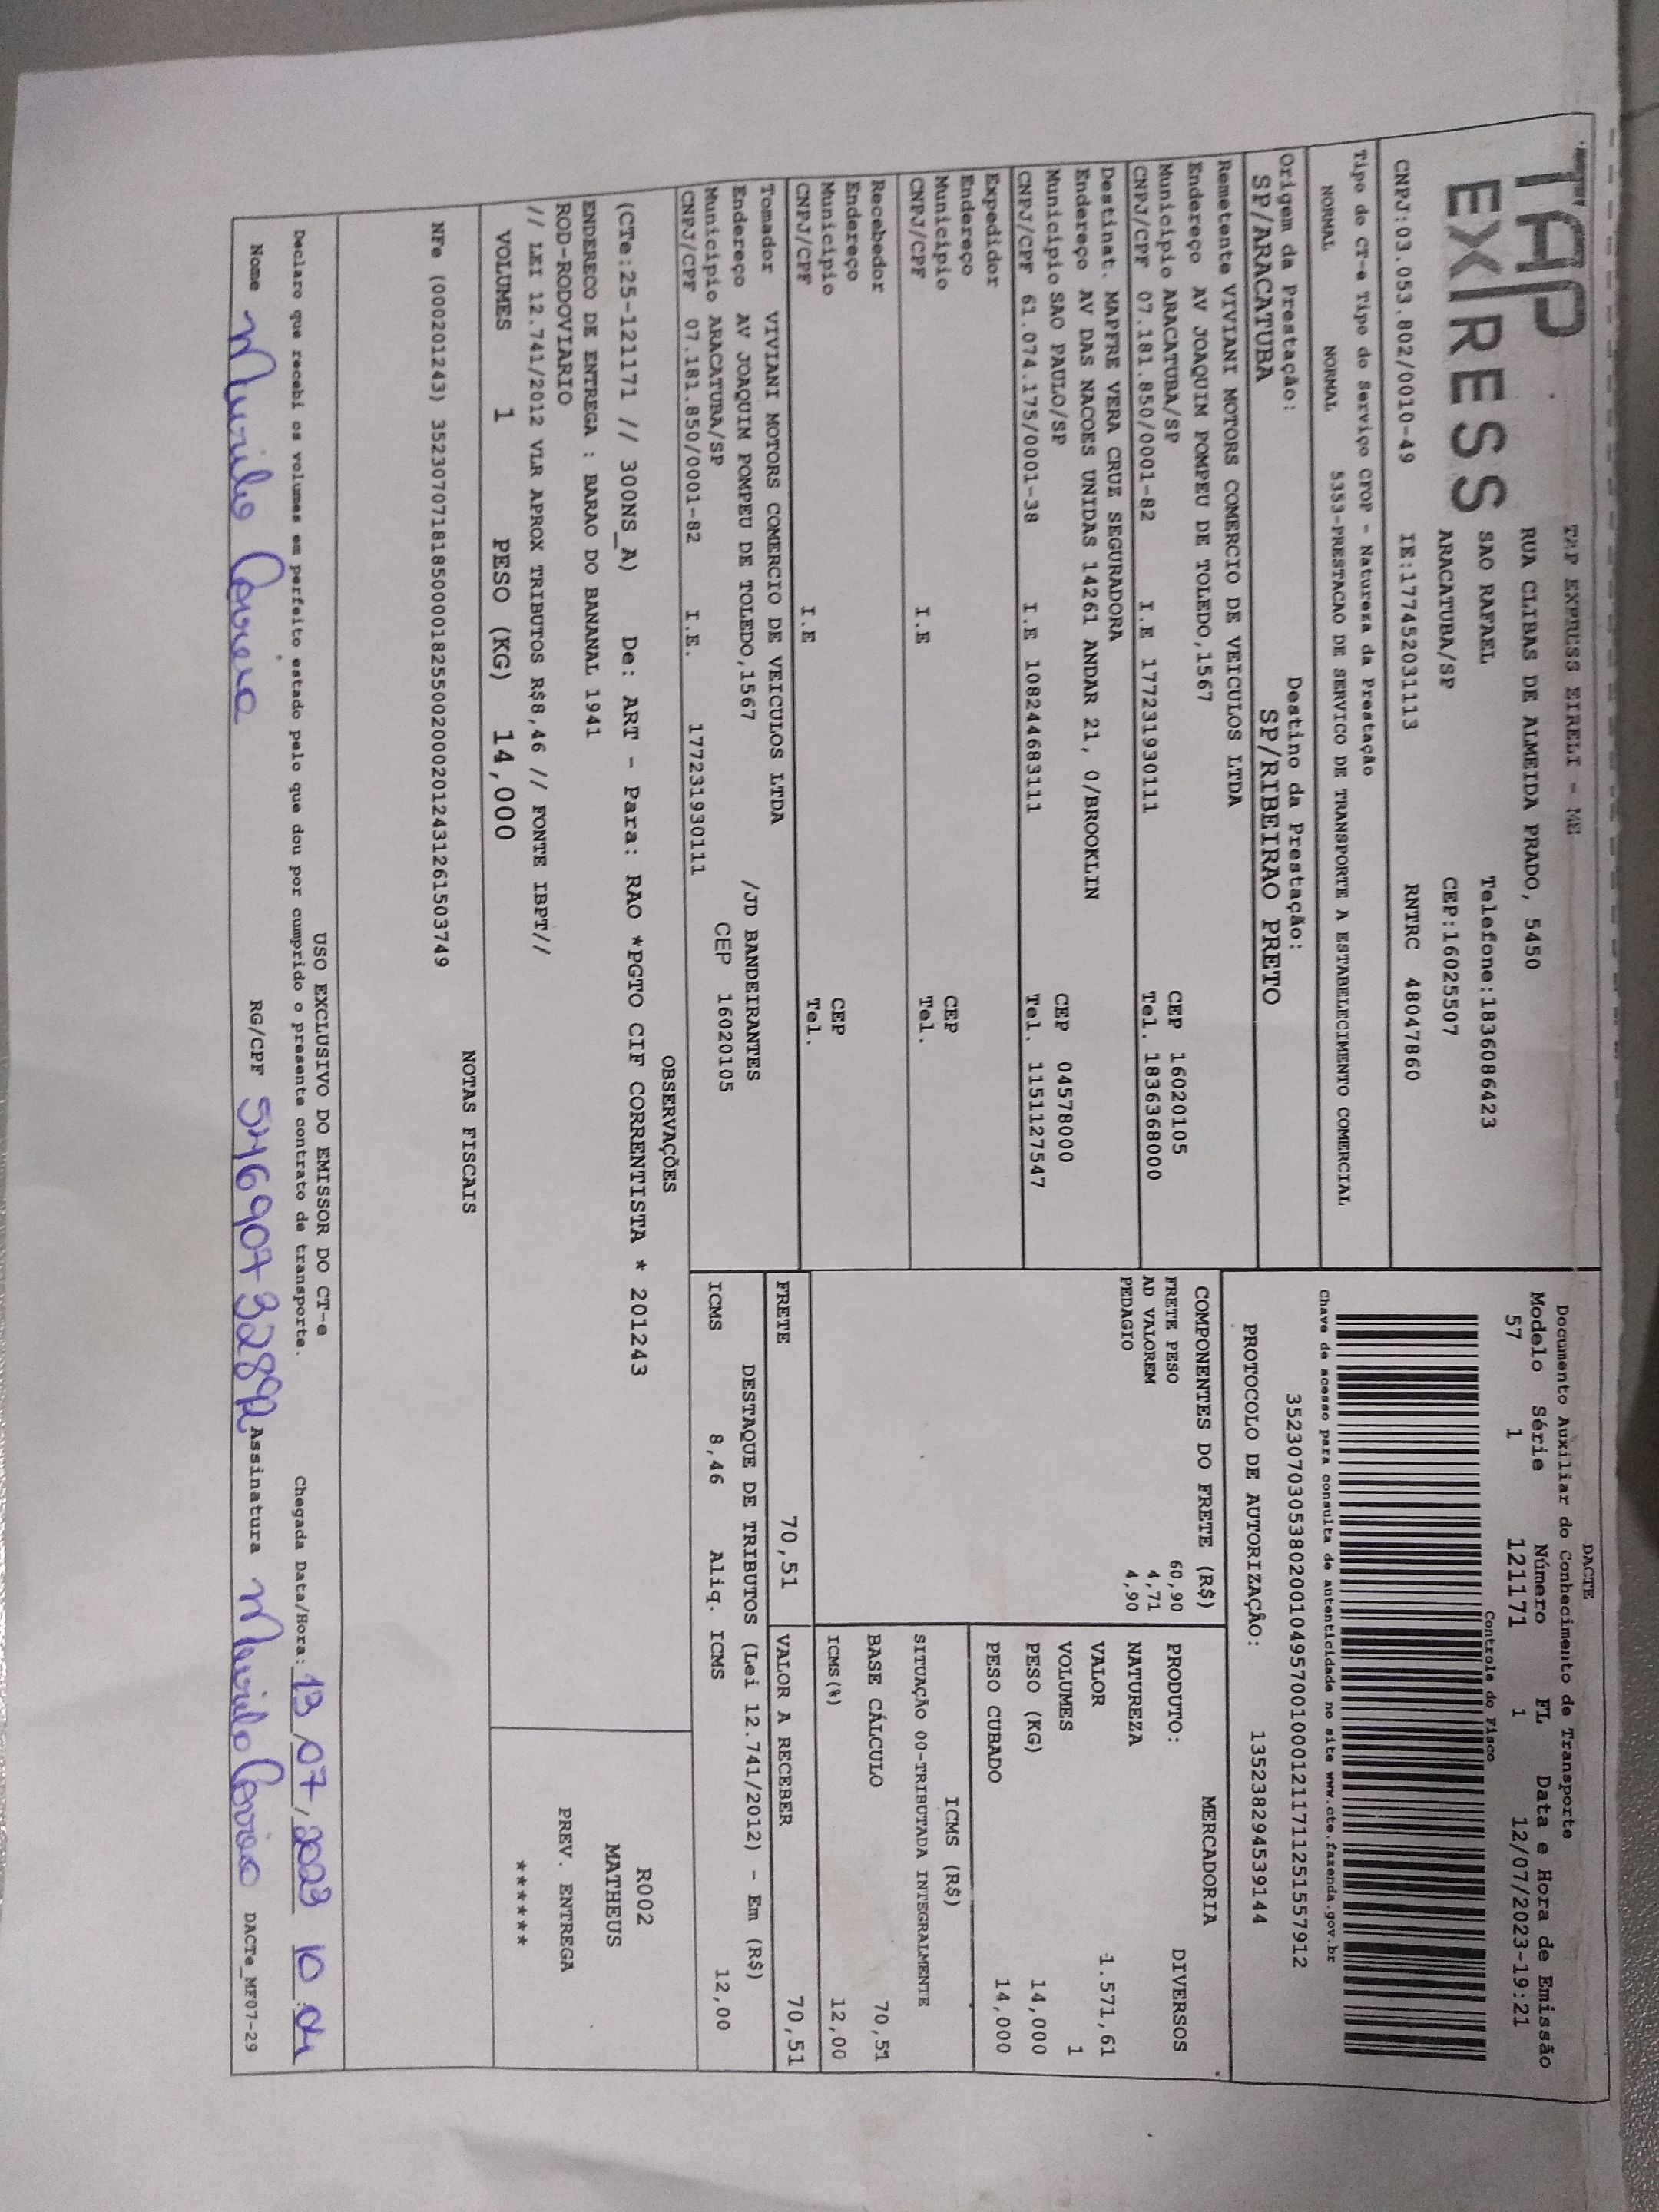 TAP
EXPRESS
TAP EXPRESS EIRELI - ME
RUA CLIBAS DE ALMEIDA PRADO, 5450
SAO RAFAEL Telefone:1836086423
ARACATUBA/SP CEP:16025507
CNPJ:03.053.802/0010-49 IE:177452031113 RNTRC 48047860
DACTE
Documento Auxiliar do Conhecimento de Transporte
Modelo Série Número FL Data e Hora de Emissão
57 1 121171 1 12/07/2023-19:21
Controle do Fisco
Chave de acesso para consulta de autenticidade no site www.cte.fazenda.gov.br
35230703053802001049570010001211711251557912
PROTOCOLO DE AUTORIZAÇÃO: 135238294539144
Tipo do CT-e Tipo do Serviço CFOP - Natureza da Prestação
NORMAL NORMAL 5353-PRESTACAO DE SERVICO DE TRANSPORTE A ESTABELECIMENTO COMERCIAL
Origem da Prestação: Destino da Prestação:
SP/ARACATUBA SP/RIBEIRAO PRETO
Remetente VIVIANI MOTORS COMERCIO DE VEICULOS LTDA
Endereço AV JOAQUIM POMPEU DE TOLEDO,1567
Municipio ARACATUBA/SP CEP 16020105
CNPJ/CPF 07.181.850/0001-82 I.E 177231930111 Tel. 1836368000
Destinat. MAPFRE VERA CRUZ SEGURADORA
Endereço AV DAS NACOES UNIDAS 14261 ANDAR 21, 0/BROOKLIN
Municipio SAO PAULO/SP CEP 04578000
CNPJ/CPF 61.074.175/0001-38 I.E 108244683111 Tel. 1151127547
Expedidor
Endereço
Municipio CEP
CNPJ/CPF I.E Tel.
Recebedor
Endereço
Municipio CEP
CNPJ/CPF I.E Tel.
Tomador VIVIANI MOTORS COMERCIO DE VEICULOS LTDA
Endereço AV JOAQUIM POMPEU DE TOLEDO,1567 /JD BANDEIRANTES
Municipio ARACATUBA/SP CEP 16020105
CNPJ/CPF 07.181.850/0001-82 I.E. 177231930111
COMPONENTES DO FRETE (R$)
FRETE PESO 60,90
AD VALOREM 4,71
PEDAGIO 4,90
MERCADORIA
PRODUTO: DIVERSOS
NATUREZA
VALOR 1.571,61
VOLUMES 1
PESO (KG) 14,000
PESO CUBADO 14,000
ICMS (R$)
SITUAÇÃO 00-TRIBUTADA INTEGRALMENTE
BASE CÁLCULO 70,51
ICMS(%) 12,00
FRETE 70,51 VALOR A RECEBER 70,51
DESTAQUE DE TRIBUTOS (Lei 12.741/2012) - Em (R$)
ICMS 8,46 Aliq. ICMS 12,00
OBSERVAÇÕES
(CTe:25-121171 // 300NS_A) De: ART - Para: RAO *PGTO CIF CORRENTISTA * 201243
ENDERECO DE ENTREGA : BARAO DO BANANAL 1941
ROD-RODOVIARIO
// LEI 12.741/2012 VLR APROX TRIBUTOS R$8,46 // FONTE IBPT//
R002
MATHEUS
PREV. ENTREGA
******
VOLUMES 1 PESO (KG) 14,000
NOTAS FISCAIS
NFe (000201243) 35230707181850000182550020002012431261503749
USO EXCLUSIVO DO EMISSOR DO CT-e
Declaro que recebi os volumes em perfeito estado pelo que dou por cumprido o presente contrato de transporte. Chegada Data/Hora: 13/07/2023 10:04
Nome Murilo Correa RG/CPF Assinatura Murilo DACTe_MF07-29